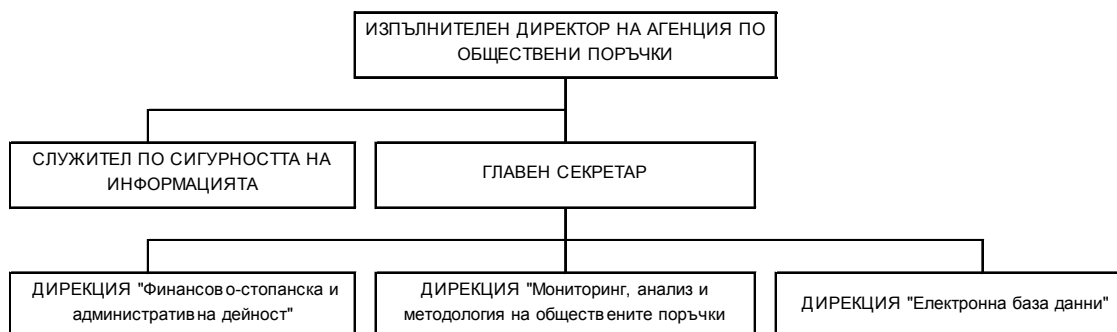 ИЗПЪЛНИТЕЛЕН ДИРЕКТОР НА АГЕНЦИЯ ПО
ОБЩЕСТВЕНИ ПОРЪЧКИ
СЛУЖИТЕЛ ПО СИГУРНОСТТА НА
ИНФОРМАЦИЯТА
ГЛАВЕН СЕКРЕТАР
ДИРЕКЦИЯ "Финансово-стопанска и
административна дейност"
ДИРЕКЦИЯ "Мониторинг, анализ и
методология на обществените поръчки
ДИРЕКЦИЯ "Електронна база данни"